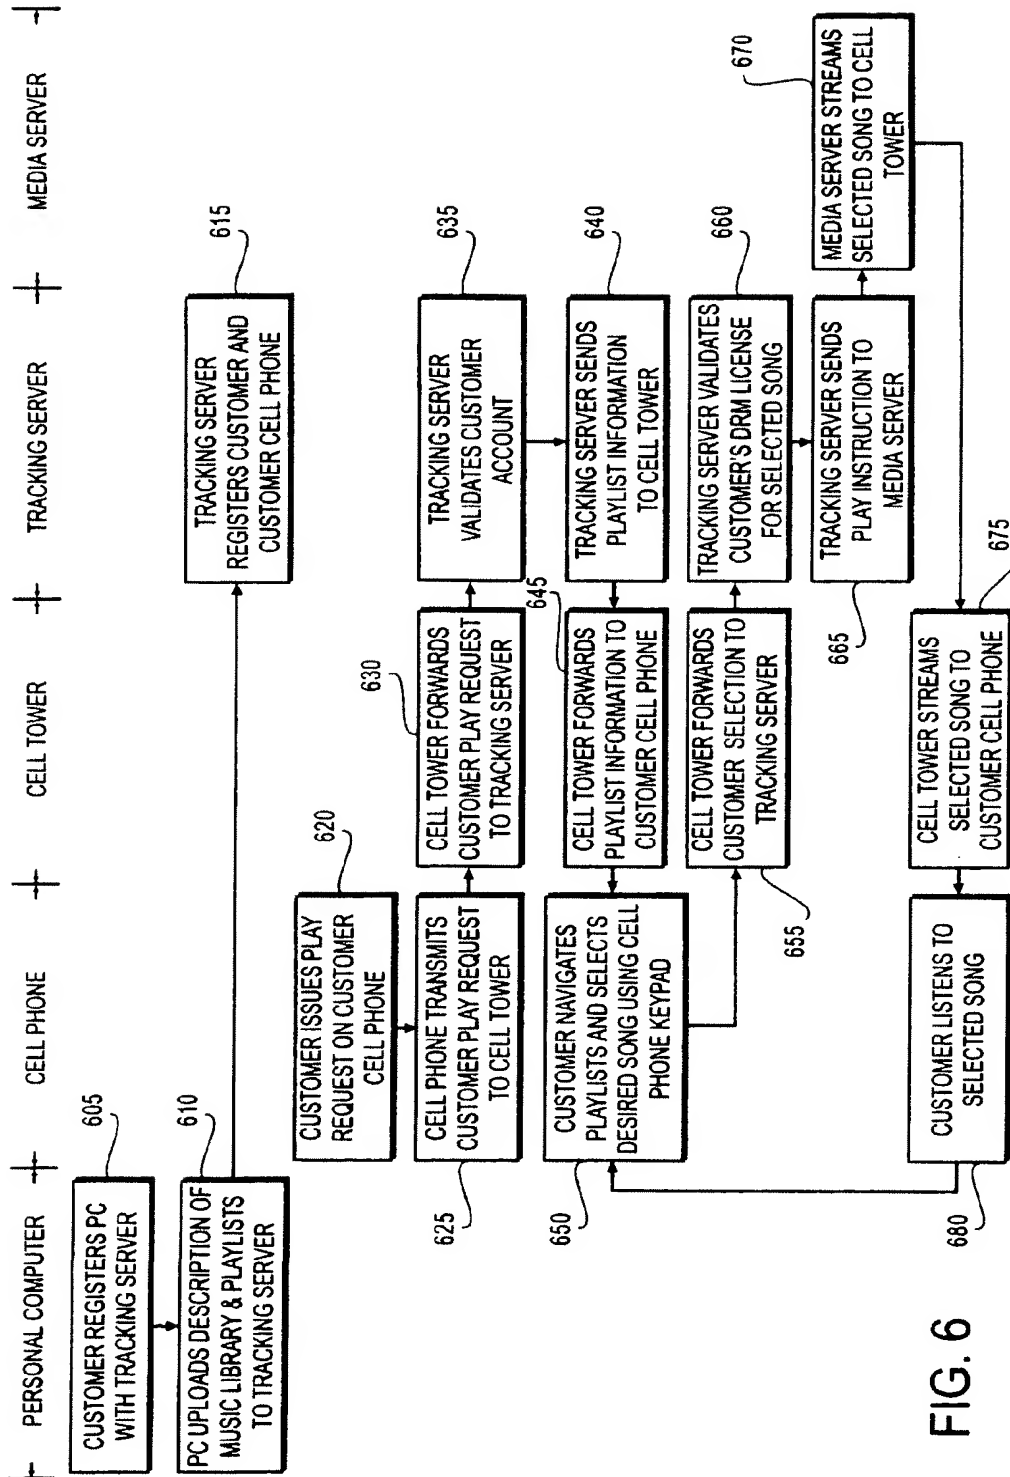 PERSONAL COMPUTER
CELL PHONE
CELL TOWER
TRACKING SERVER
MEDIA SERVER
605
CUSTOMER REGISTERS PC
WITH TRACKING SERVER
610
PC UPLOADS DESCRIPTION OF
MUSIC LIBRARY & PLAYLISTS
TO TRACKING SERVER
615
TRACKING SERVER
REGISTERS CUSTOMER AND
CUSTOMER CELL PHONE
620
CUSTOMER ISSUES PLAY
REQUEST ON CUSTOMER
CELL PHONE
625
CELL PHONE TRANSMITS
CUSTOMER PLAY REQUEST
TO CELL TOWER
630
CELL TOWER FORWARDS
CUSTOMER PLAY REQUEST
TO TRACKING SERVER
635
TRACKING SERVER
VALIDATES CUSTOMER
ACCOUNT
640
TRACKING SERVER SENDS
PLAYLIST INFORMATION
TO CELL TOWER
645
CELL TOWER FORWARDS
PLAYLIST INFORMATION TO
CUSTOMER CELL PHONE
650
CUSTOMER NAVIGATES
PLAYLISTS AND SELECTS
DESIRED SONG USING CELL
PHONE KEYPAD
655
CELL TOWER FORWARDS
CUSTOMER SELECTION TO
TRACKING SERVER
660
TRACKING SERVER VALIDATES
CUSTOMER'S DRM LICENSE
FOR SELECTED SONG
665
TRACKING SERVER SENDS
PLAY INSTRUCTION TO
MEDIA SERVER
670
MEDIA SERVER STREAMS
SELECTED SONG TO CELL
TOWER
675
CELL TOWER STREAMS
SELECTED SONG TO
CUSTOMER CELL PHONE
680
CUSTOMER LISTENS TO
SELECTED SONG
FIG. 6